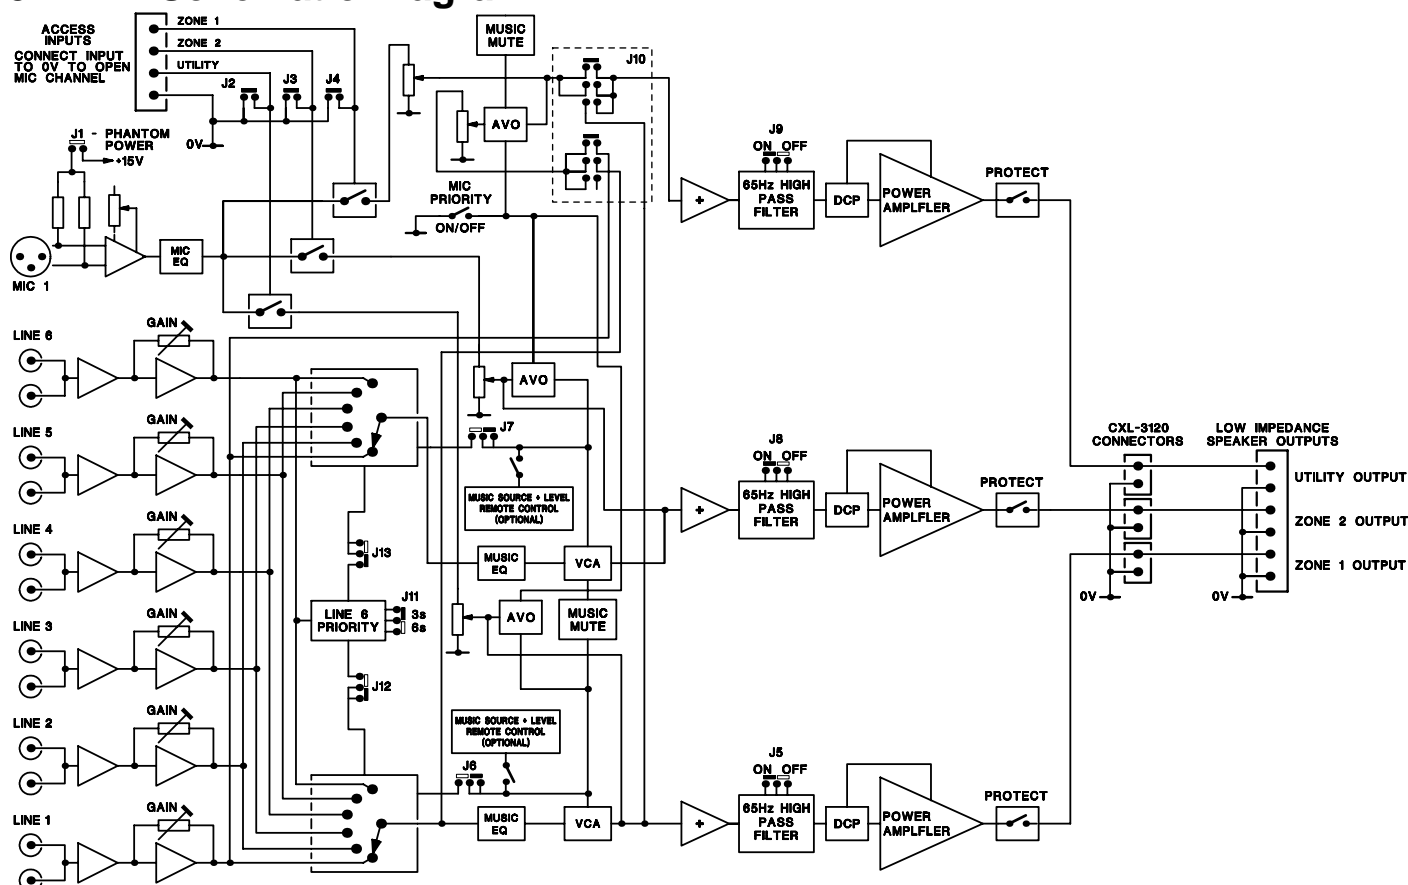 ACCESS
INPUTS
CONNECT INPUT
TO 0V TO OPEN
MIC CHANNEL
ZONE 1
ZONE 2
UTILITY
J2
J3
J4
0V
J1 - PHANTOM
POWER
+15V
MIC 1
MIC
EQ
MUSIC
MUTE
AVO
J10
MIC
PRIORITY
ON/OFF
J9
ON OFF
65Hz HIGH
PASS
FILTER
+
DCP
POWER
AMPLFLER
PROTECT
LINE 6
GAIN
LINE 5
GAIN
LINE 4
GAIN
LINE 3
GAIN
LINE 2
GAIN
LINE 1
GAIN
AVO
J7
MUSIC SOURCE + LEVEL
REMOTE CONTROL
(OPTIONAL)
J13
MUSIC
EQ
VCA
J11
3s
6s
LINE 6
PRIORITY
AVO
MUSIC
MUTE
J12
MUSIC SOURCE + LEVEL
REMOTE CONTROL
(OPTIONAL)
J6
MUSIC
EQ
VCA
J8
ON OFF
+
65Hz HIGH
PASS
FILTER
DCP
POWER
AMPLFLER
PROTECT
J5
ON OFF
+
65Hz HIGH
PASS
FILTER
DCP
POWER
AMPLFLER
PROTECT
CXL-3120
CONNECTORS
LOW IMPEDANCE
SPEAKER OUTPUTS
UTILITY OUTPUT
ZONE 2 OUTPUT
ZONE 1 OUTPUT
0V
0V